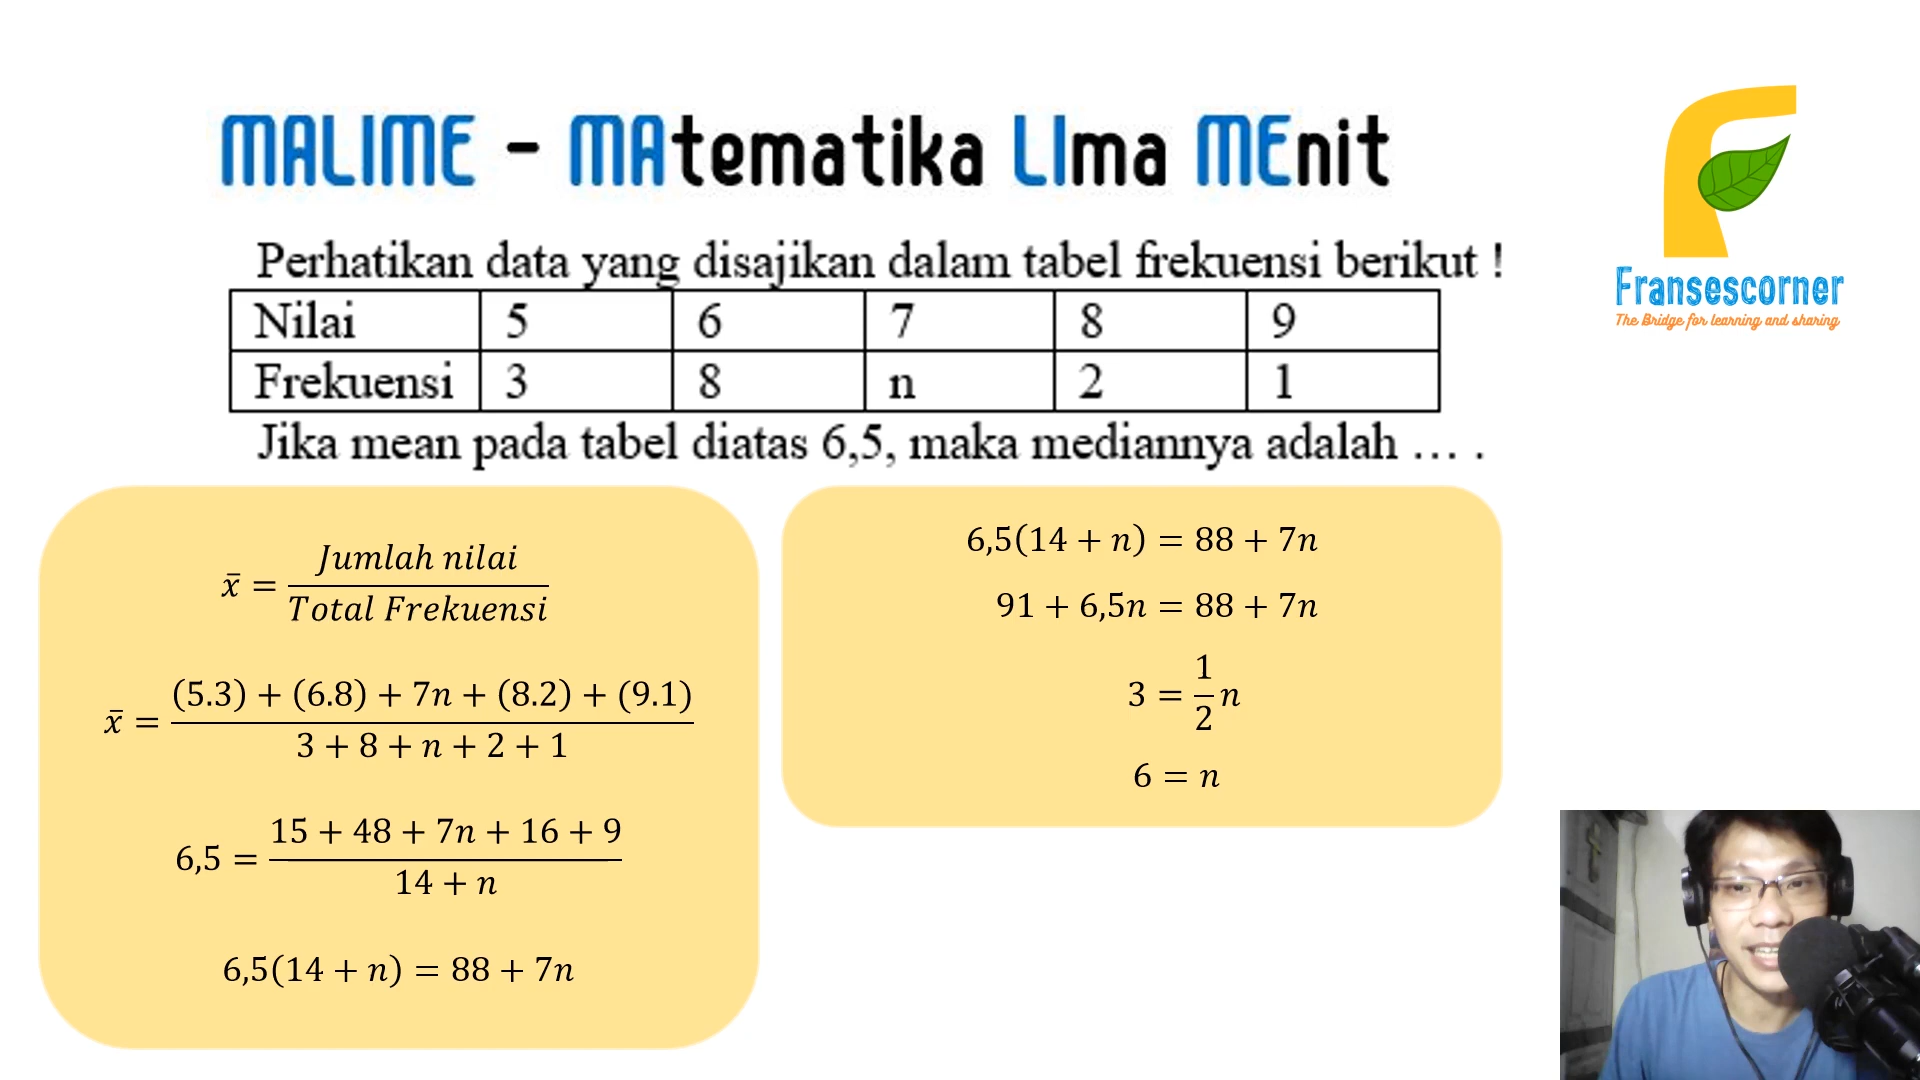 MALIME - MAtematika LIma MEnit
Fransescorner
The Bridge for learning and sharing
Perhatikan data yang disajikan dalam tabel frekuensi berikut !
Nilai 5 6 7 8 9
Frekuensi 3 8 n 2 1
Jika mean pada tabel diatas 6,5, maka mediannya adalah ... .
x̄ = Jumlah nilai / Total Frekuensi
x̄ = (5.3) + (6.8) + 7n + (8.2) + (9.1) / 3 + 8 + n + 2 + 1
6,5 = 15 + 48 + 7n + 16 + 9 / 14 + n
6,5(14 + n) = 88 + 7n
6,5(14 + n) = 88 + 7n
91 + 6,5n = 88 + 7n
3 = 1/2 n
6 = n